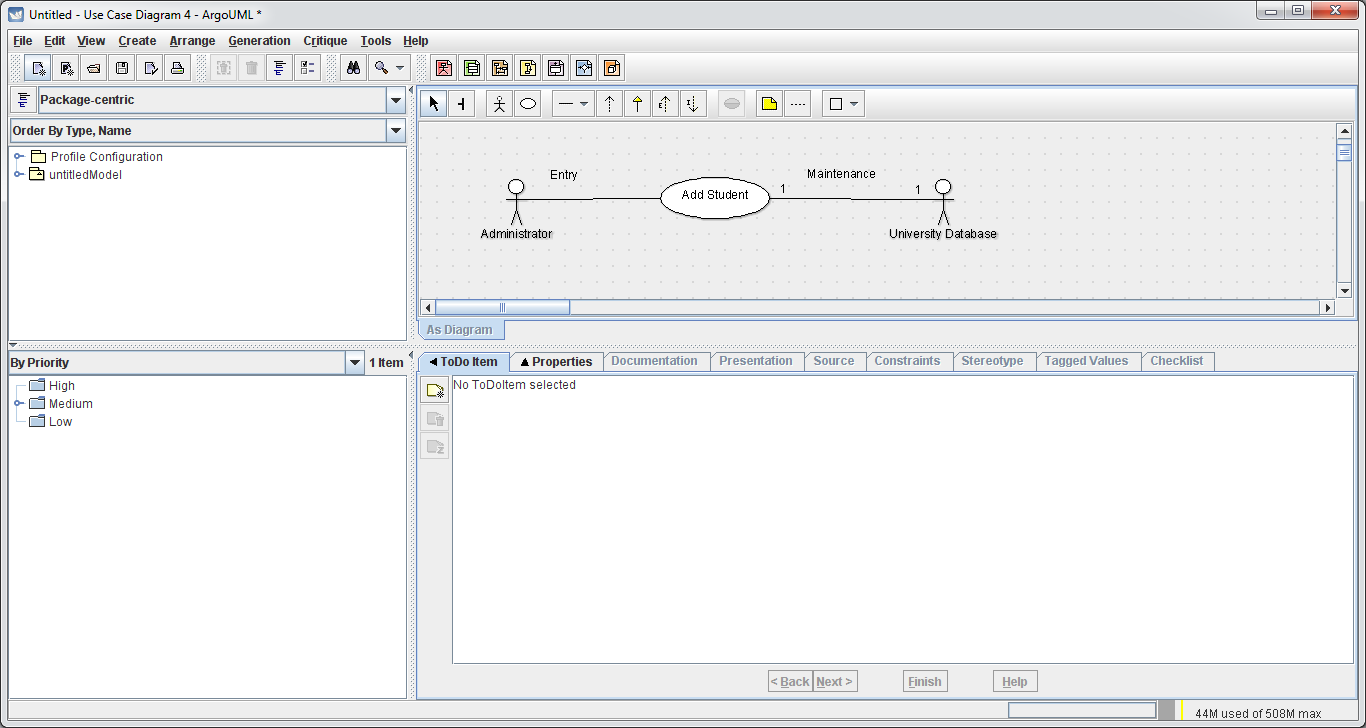 Untitled - Use Case Diagram 4 - ArgoUML *
File Edit View Create Arrange Generation Critique Tools Help
Package-centric
Order By Type, Name
Profile Configuration
untitledModel
Entry
Maintenance
Add Student
1
1
Administrator
University Database
As Diagram
By Priority
1 Item
High
Medium
Low
ToDo Item
Properties
Documentation
Presentation
Source
Constraints
Stereotype
Tagged Values
Checklist
No ToDoItem selected
< Back
Next >
Finish
Help
44M used of 508M max